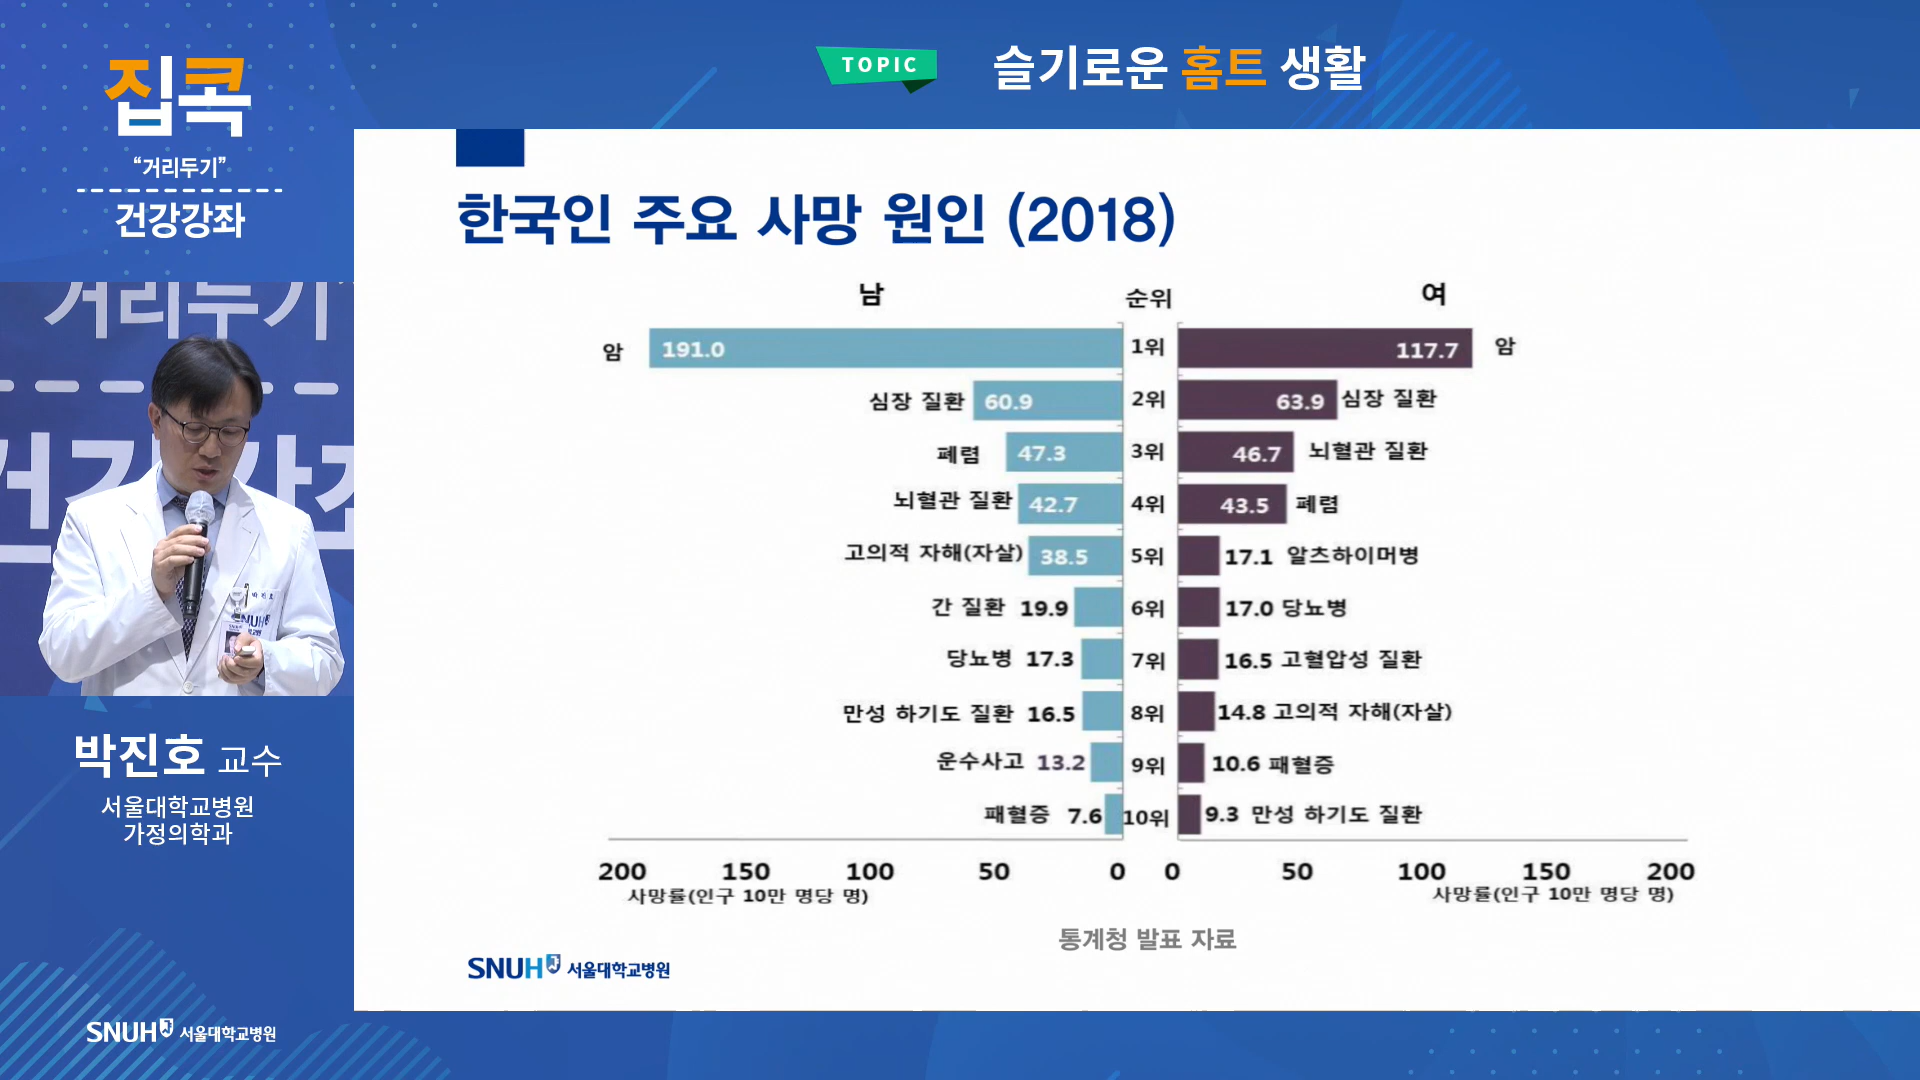 집콕
“거리두기”
건강강좌
TOPIC
슬기로운 홈트 생활
거리두기
건강강좌
박진호 교수
서울대학교병원
가정의학과
SNUH 서울대학교병원
한국인 주요 사망 원인 (2018)
남 순위 여
암 191.0 1위 117.7 암
심장 질환 60.9 2위 63.9 심장 질환
폐렴 47.3 3위 46.7 뇌혈관 질환
뇌혈관 질환 42.7 4위 43.5 폐렴
고의적 자해(자살) 38.5 5위 17.1 알츠하이머병
간 질환 19.9 6위 17.0 당뇨병
당뇨병 17.3 7위 16.5 고혈압성 질환
만성 하기도 질환 16.5 8위 14.8 고의적 자해(자살)
운수사고 13.2 9위 10.6 패혈증
패혈증 7.6 10위 9.3 만성 하기도 질환
200 150 100 50 0 0 50 100 150 200
사망률(인구 10만 명당 명) 사망률(인구 10만 명당 명)
통계청 발표 자료
SNUH 서울대학교병원